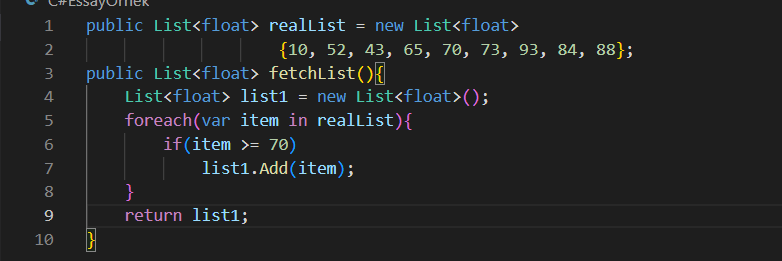 C#EssayOrnek
1 public List<float> realList = new List<float>
2 {10, 52, 43, 65, 70, 73, 93, 84, 88};
3 public List<float> fetchList(){
4 List<float> list1 = new List<float>();
5 foreach(var item in realList){
6 if(item >= 70)
7 list1.Add(item);
8 }
9 return list1;
10 }